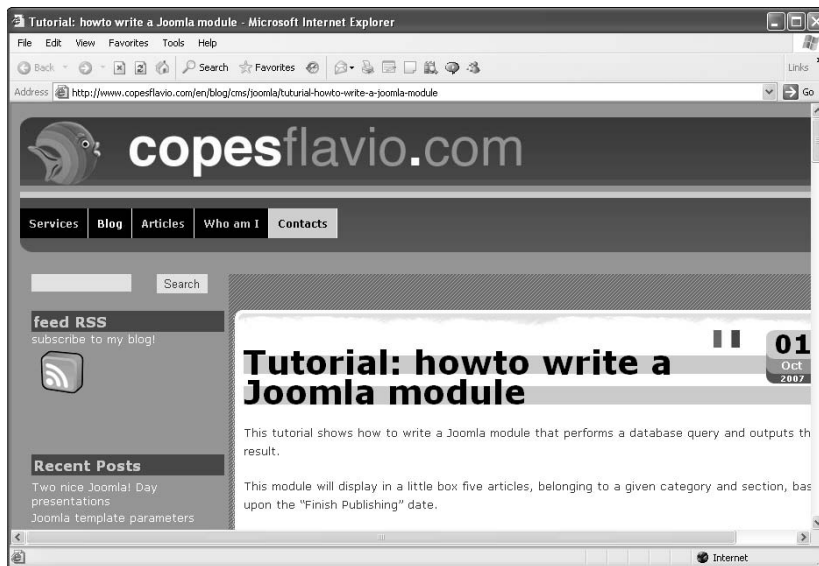 Tutorial: howto write a Joomla module - Microsoft Internet Explorer
File Edit View Favorites Tools Help
Back Search Favorites Links
Address http://www.copesflavio.com/en/blog/cms/joomla/tuturial-howto-write-a-joomla-module Go
copesflavio.com
Services Blog Articles Who am I Contacts
Search
feed RSS
subscribe to my blog!
01
Oct
2007
Tutorial: howto write a
Joomla module
This tutorial shows how to write a Joomla module that performs a database query and outputs th
result.
This module will display in a little box five articles, belonging to a given category and section, bas
upon the “Finish Publishing” date.
Recent Posts
Two nice Joomla! Day
presentations
Joomla template parameters
Internet